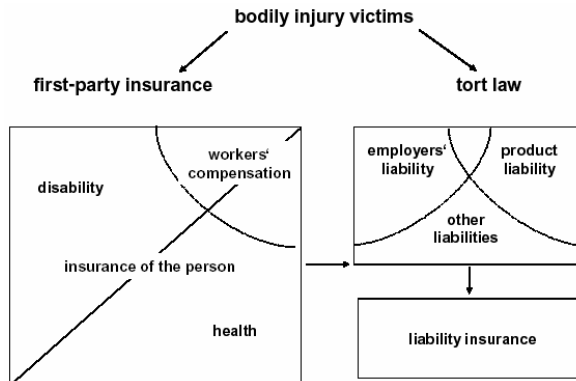 bodily injury victims
first-party insurance
tort law
workers'
compensation
disability
insurance of the person
health
employers‘
liability
product
liability
other
liabilities
liability insurance